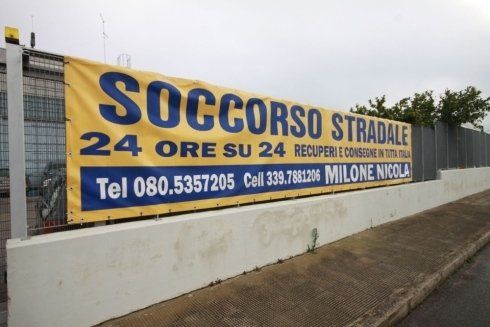 SOCCORSO STRADALE
24 ORE SU 24 RECUPERI E CONSEGNE IN TUTTA ITALIA
Tel 080.5357205 Cell 339.7881206 MILONE NICOLA